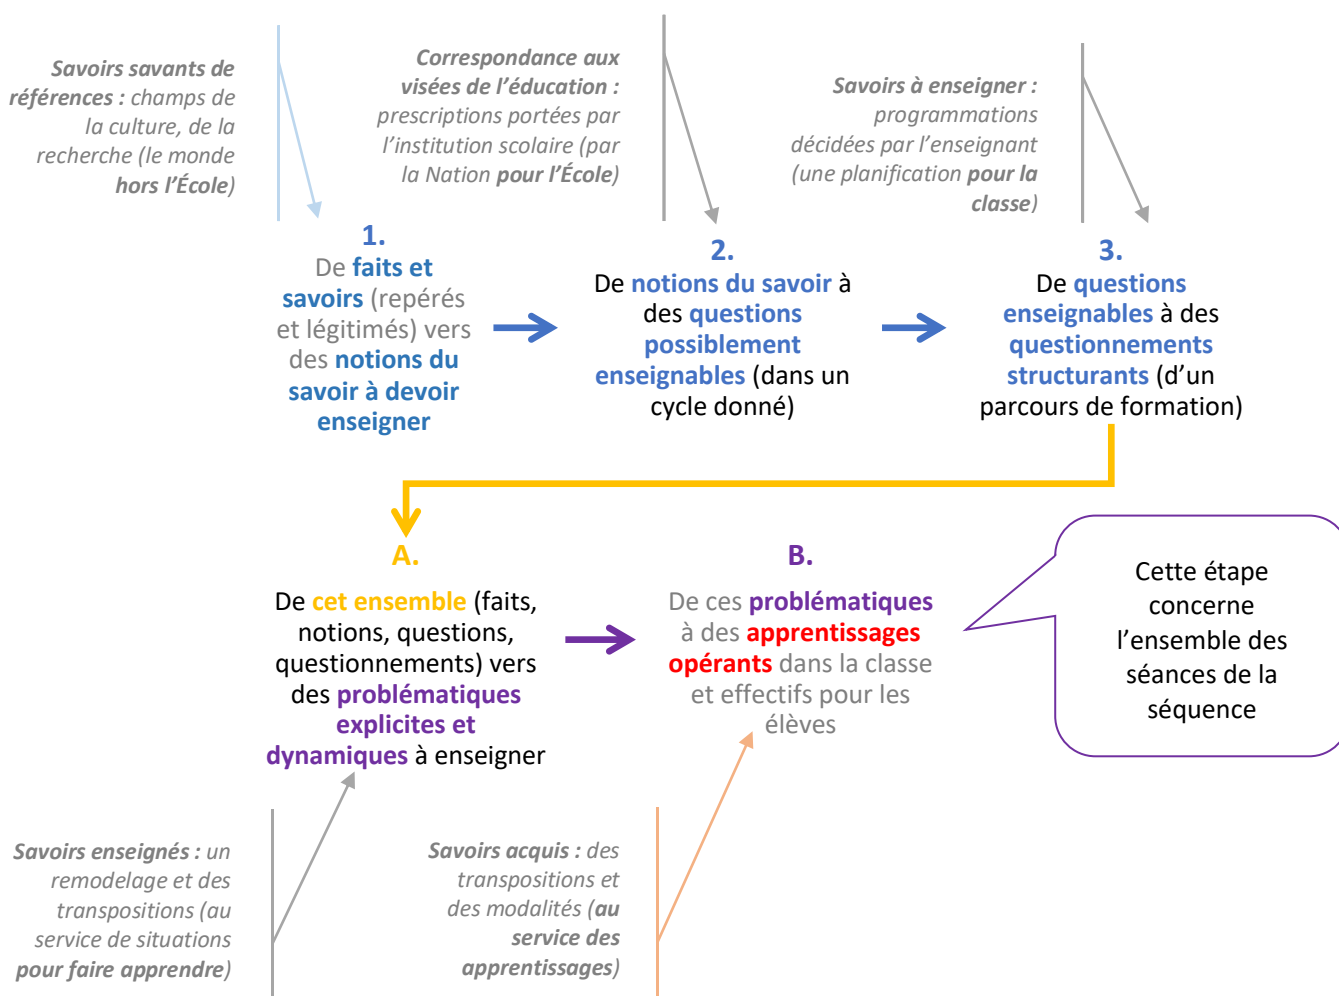 Savoirs savants de
références : champs de
la culture, de la
recherche (le monde
hors l’École)
Correspondance aux
visées de l’éducation :
prescriptions portées par
l’institution scolaire (par
la Nation pour l’École)
Savoirs à enseigner :
programmations
décidées par l’enseignant
(une planification pour la
classe)
1.
De faits et
savoirs (repérés
et légitimés) vers
des notions du
savoir à devoir
enseigner
2.
De notions du savoir à
des questions
possiblement
enseignables (dans un
cycle donné)
3.
De questions
enseignables à des
questionnements
structurants (d’un
parcours de formation)
A.
De cet ensemble (faits,
notions, questions,
questionnements) vers
des problématiques
explicites et
dynamiques à enseigner
B.
De ces problématiques
à des apprentissages
opérants dans la classe
et effectifs pour les
élèves
Cette étape
concerne
l’ensemble des
séances de la
séquence
Savoirs enseignés : un
remodelage et des
transpositions (au
service de situations
pour faire apprendre)
Savoirs acquis : des
transpositions et
des modalités (au
service des
apprentissages)